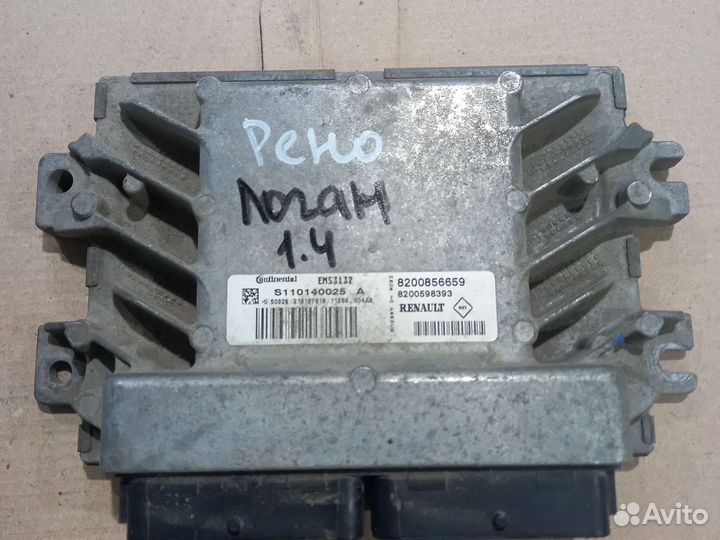 Рено
Логан
1.4
Continental EMS3132
S110140025 A
8200856659
8200598393
RENAULT
Avito